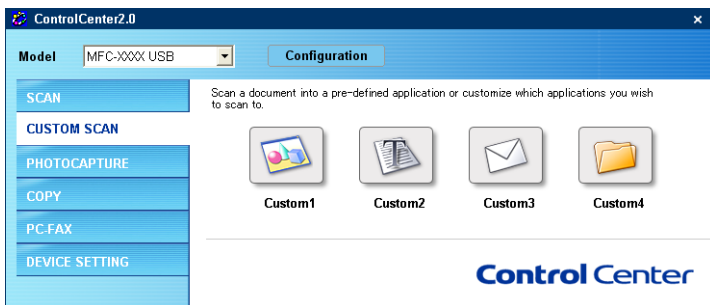 ControlCenter2.0
Model MFC-XXXX USB Configuration
SCAN
CUSTOM SCAN
PHOTOCAPTURE
COPY
PC-FAX
DEVICE SETTING
Scan a document into a pre-defined application or customize which applications you wish
to scan to.
Custom1 Custom2 Custom3 Custom4
Control Center